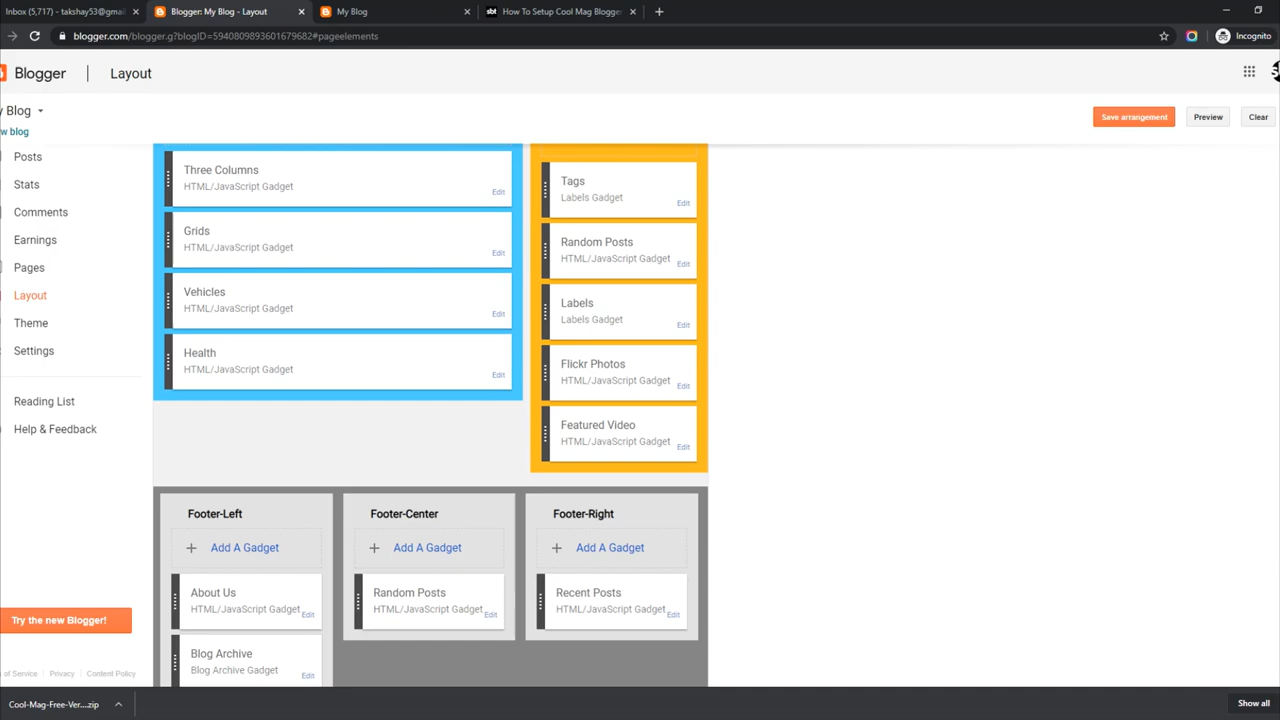 Inbox (5,717) - takshay53@gmail
Blogger: My Blog - Layout
My Blog
How To Setup Cool Mag Blogger
blogger.com/blogger.g?blogID=5940809893601679682#pageelements
Incognito
Blogger
Layout
y Blog
w blog
Save arrangement
Preview
Clear
Posts
Stats
Comments
Earnings
Pages
Layout
Theme
Settings
Reading List
Help & Feedback
Try the new Blogger!
s of Service
Privacy
Content Policy
Three Columns
HTML/JavaScript Gadget
Edit
Grids
HTML/JavaScript Gadget
Edit
Vehicles
HTML/JavaScript Gadget
Edit
Health
HTML/JavaScript Gadget
Edit
Tags
Labels Gadget
Edit
Random Posts
HTML/JavaScript Gadget
Edit
Labels
Labels Gadget
Edit
Flickr Photos
HTML/JavaScript Gadget
Edit
Featured Video
HTML/JavaScript Gadget
Edit
Footer-Left
Add A Gadget
About Us
HTML/JavaScript Gadget
Edit
Blog Archive
Blog Archive Gadget
Edit
Footer-Center
Add A Gadget
Random Posts
HTML/JavaScript Gadget
Edit
Footer-Right
Add A Gadget
Recent Posts
HTML/JavaScript Gadget
Edit
Cool-Mag-Free-Ver....zip
Show all